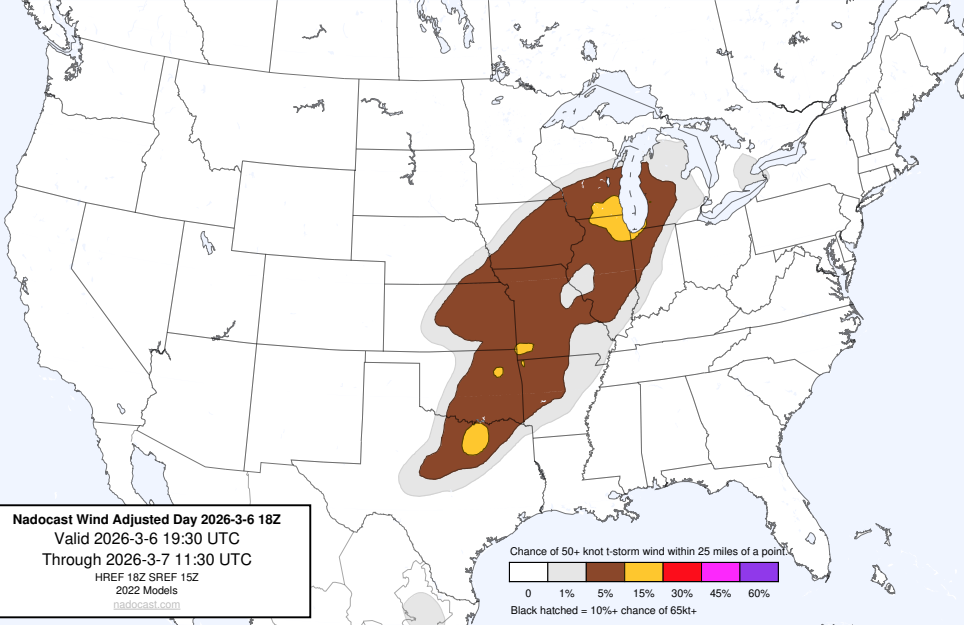 Nadocast Wind Adjusted Day 2026-3-6 18Z
Valid 2026-3-6 19:30 UTC
Through 2026-3-7 11:30 UTC
HREF 18Z SREF 15Z
2022 Models
nadocast.com
Chance of 50+ knot t-storm wind within 25 miles of a point.
0 1% 5% 15% 30% 45% 60%
Black hatched = 10%+ chance of 65kt+